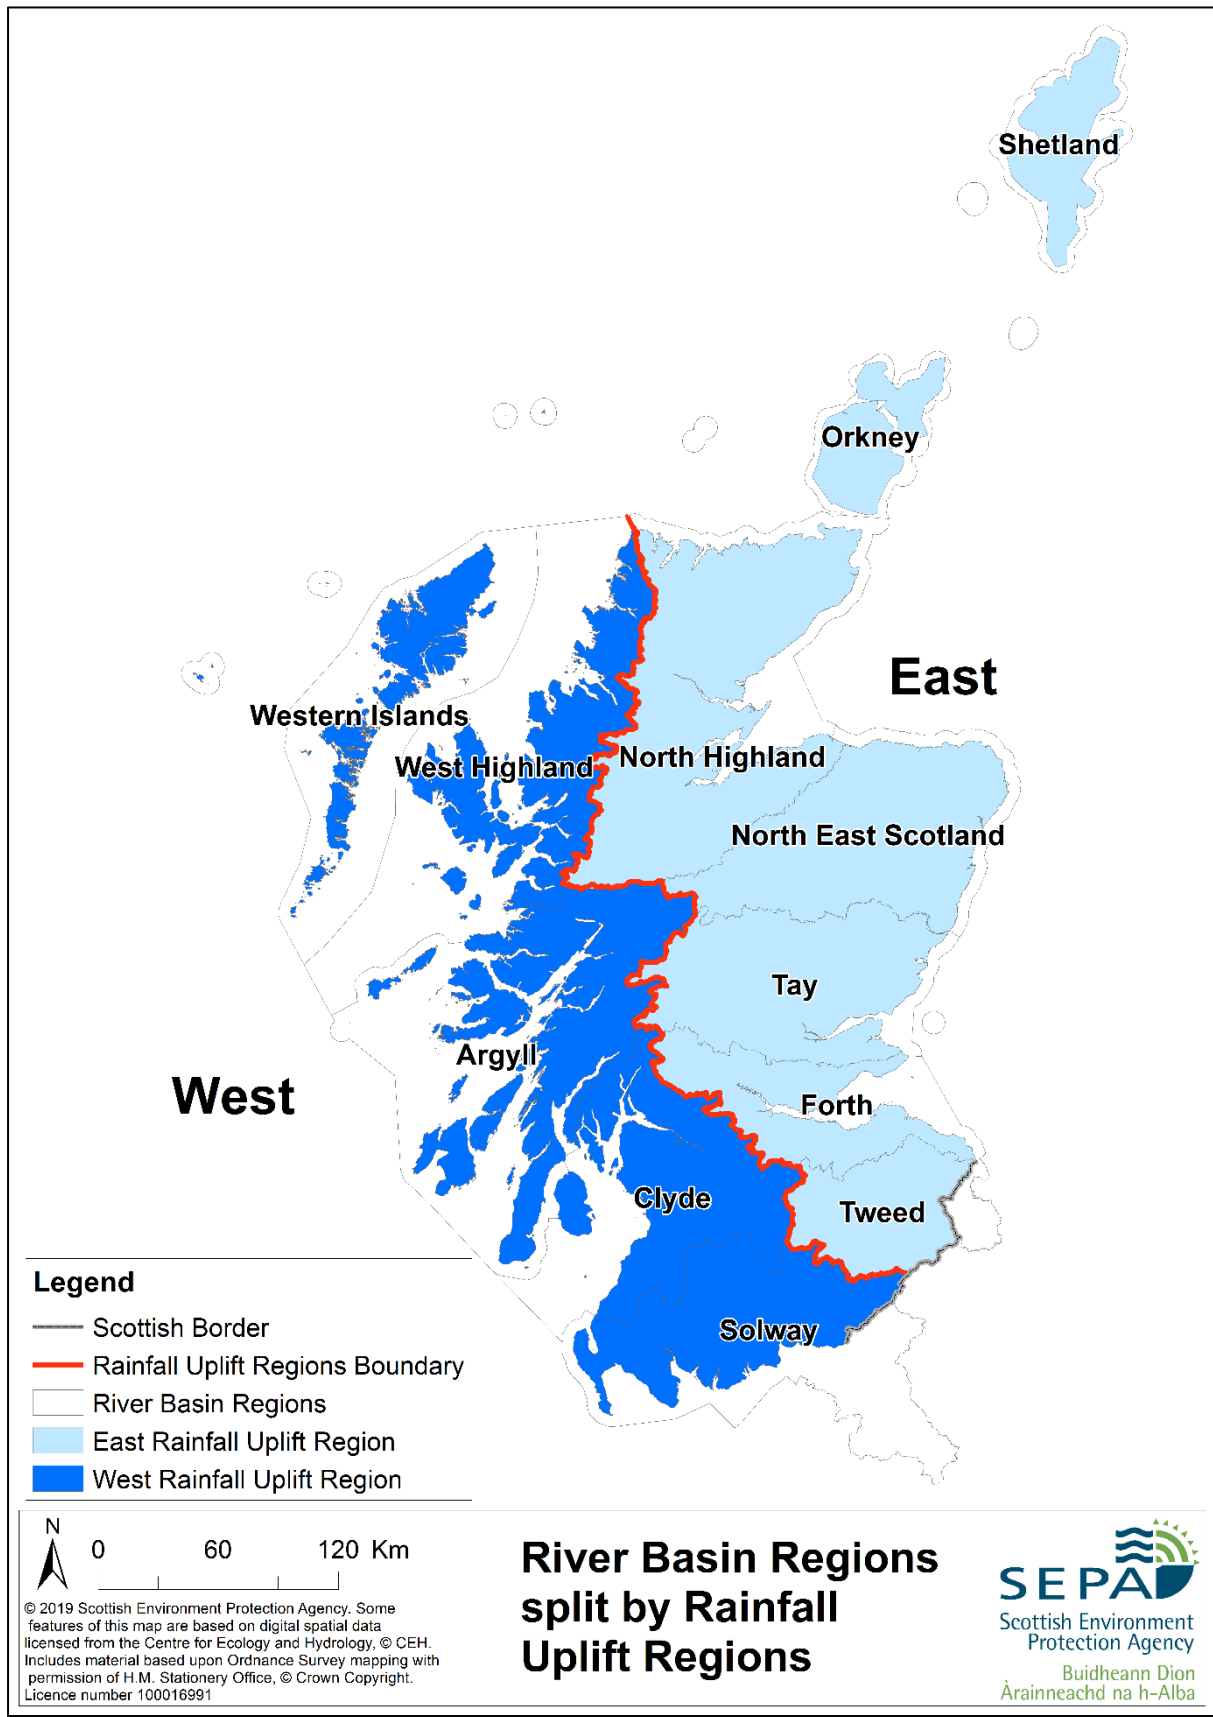 Shetland
Orkney
East
Western Islands
West Highland
North Highland
North East Scotland
Tay
Argyll
West
Forth
Clyde
Tweed
Solway
Legend
Scottish Border
Rainfall Uplift Regions Boundary
River Basin Regions
East Rainfall Uplift Region
West Rainfall Uplift Region
N
0 60 120 Km
© 2019 Scottish Environment Protection Agency. Some
features of this map are based on digital spatial data
licensed from the Centre for Ecology and Hydrology, © CEH.
Includes material based upon Ordnance Survey mapping with
permission of H.M. Stationery Office, © Crown Copyright.
Licence number 100016991
River Basin Regions
split by Rainfall
Uplift Regions
SEPA
Scottish Environment
Protection Agency
Buidheann Dìon
Àrainneachd na h-Alba